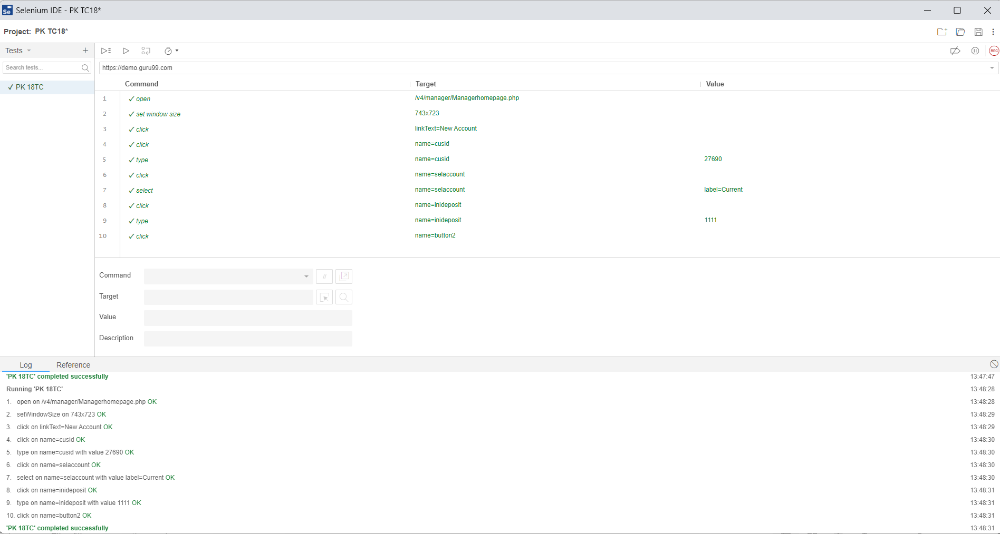 Se Selenium IDE - PK TC18*
Project: PK TC18*
Tests +
REC
Search tests...
https://demo.guru99.com
✓ PK 18TC
Command Target Value
1 ✓ open /v4/manager/Managerhomepage.php
2 ✓ set window size 743x723
3 ✓ click linkText=New Account
4 ✓ click name=cusid
5 ✓ type name=cusid 27690
6 ✓ click name=selaccount
7 ✓ select name=selaccount label=Current
8 ✓ click name=inideposit
9 ✓ type name=inideposit 1111
10 ✓ click name=button2
Command //
Target
Value
Description
Log Reference
'PK 18TC' completed successfully 13:47:47
Running 'PK 18TC' 13:48:28
1. open on /v4/manager/Managerhomepage.php OK 13:48:28
2. setWindowSize on 743x723 OK 13:48:29
3. click on linkText=New Account OK 13:48:29
4. click on name=cusid OK 13:48:30
5. type on name=cusid with value 27690 OK 13:48:30
6. click on name=selaccount OK 13:48:30
7. select on name=selaccount with value label=Current OK 13:48:30
8. click on name=inideposit OK 13:48:31
9. type on name=inideposit with value 1111 OK 13:48:31
10. click on name=button2 OK 13:48:31
'PK 18TC' completed successfully 13:48:31